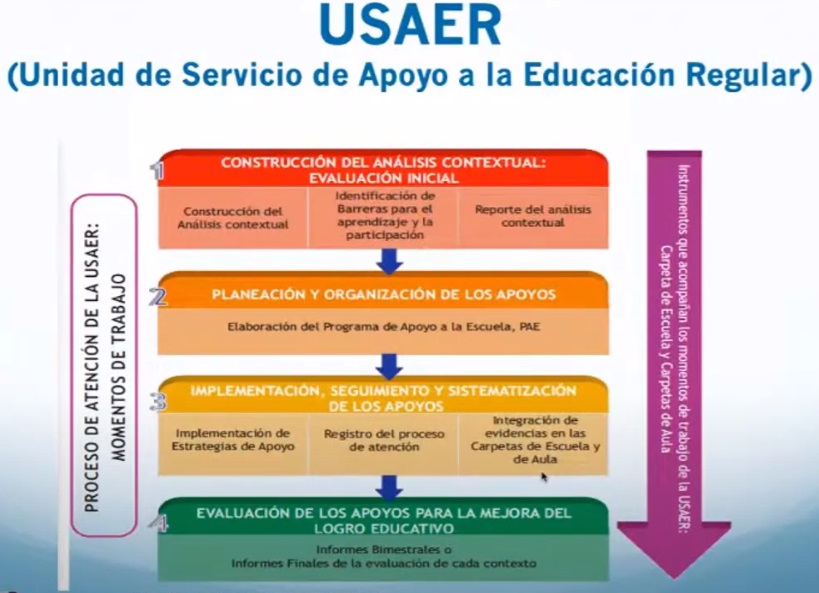 USAER
(Unidad de Servicio de Apoyo a la Educación Regular)
PROCESO DE ATENCIÓN DE LA USAER:
MOMENTOS DE TRABAJO
1
CONSTRUCCIÓN DEL ANÁLISIS CONTEXTUAL:
EVALUACIÓN INICIAL
Construcción del
Análisis contextual
Identificación de
Barreras para el
aprendizaje y la
participación
Reporte del análisis
contextual
2
PLANEACIÓN Y ORGANIZACIÓN DE LOS APOYOS
Elaboración del Programa de Apoyo a la Escuela, PAE
3
IMPLEMENTACIÓN, SEGUIMIENTO Y SISTEMATIZACIÓN
DE LOS APOYOS
Implementación de
Estrategias de Apoyo
Registro del proceso
de atención
Integración de
evidencias en las
Carpetas de Escuela y
de Aula
4
EVALUACIÓN DE LOS APOYOS PARA LA MEJORA DEL
LOGRO EDUCATIVO
Informes Bimestrales o
Informes Finales de la evaluación de cada contexto
Instrumentos que acompañan los momentos de trabajo de la USAER:
Carpeta de Escuela y Carpetas de Aula